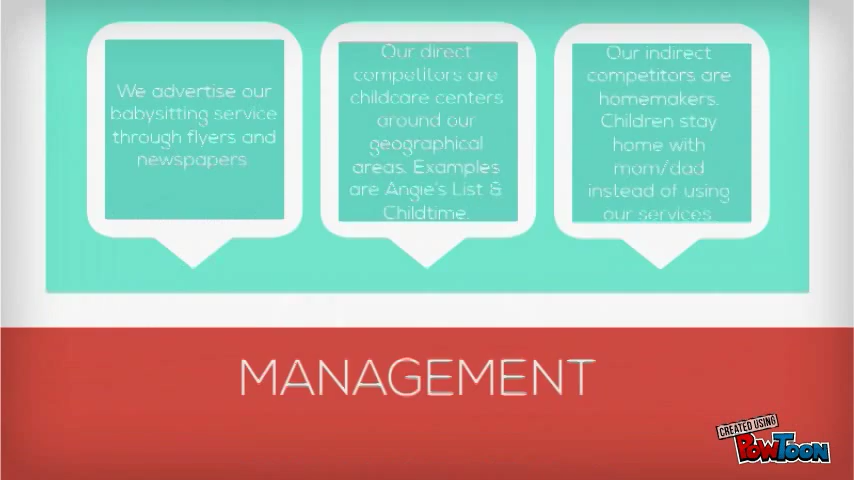 We advertise our
babysitting service
through flyers and
newspapers
Our direct
competitors are
childcare centers
around our
geographical
areas. Examples
are Angie's List &
Childtime.
Our indirect
competitors are
homemakers.
Children stay
home with
mom/dad
instead of using
our services.
MANAGEMENT
CREATED USING
PowToon